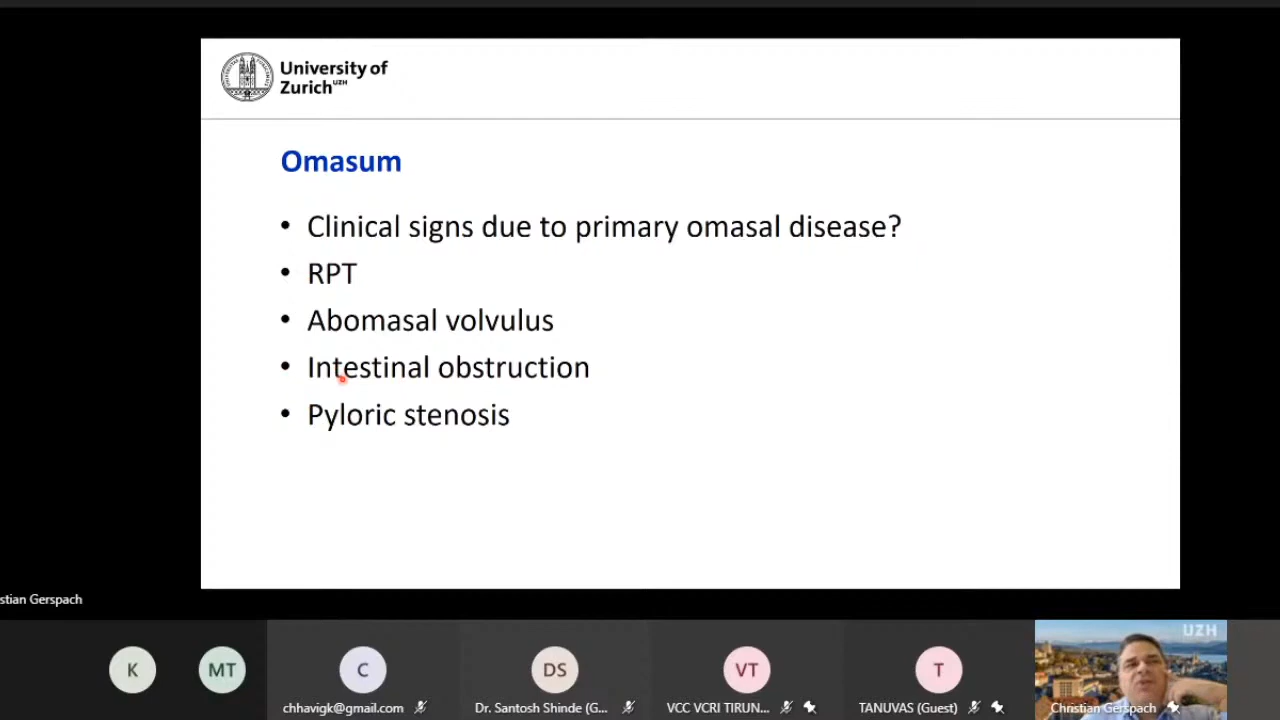 University of
Zurich UZH
Omasum
• Clinical signs due to primary omasal disease?
• RPT
• Abomasal volvulus
• Intestinal obstruction
• Pyloric stenosis
stian Gerspach
UZH
K
MT
C
DS
VT
T
chhavigk@gmail.com
Dr. Santosh Shinde (G...
VCC VCRI TIRUN...
TANUVAS (Guest)
Christian Gerspach